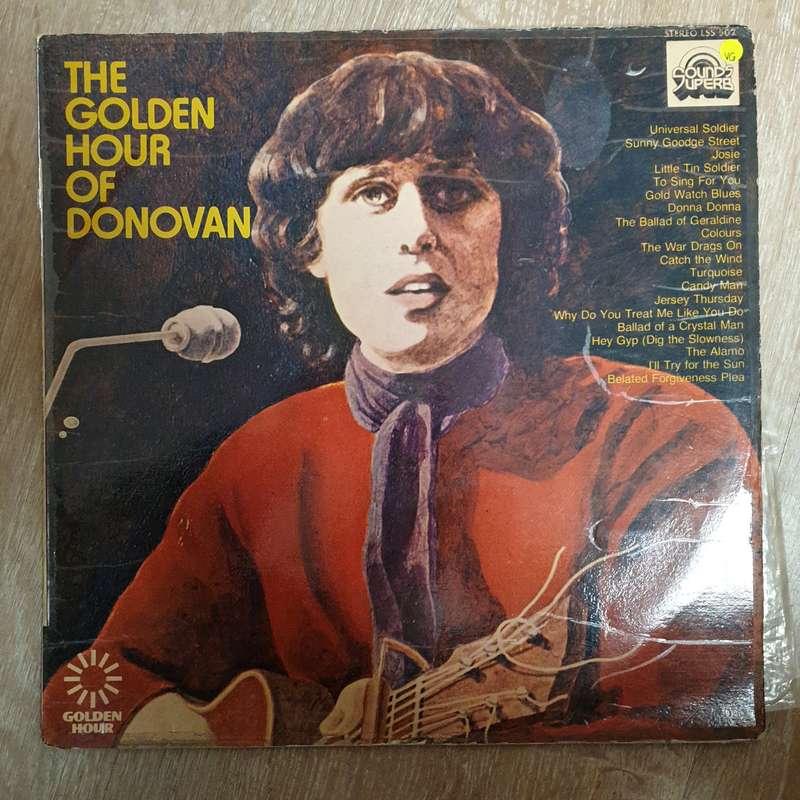 THE
GOLDEN
HOUR
OF
DONOVAN
STEREO LSS 902
VG
SOUNDS
SUPERB
Universal Soldier
Sunny Goodge Street
Josie
Little Tin Soldier
To Sing For You
Gold Watch Blues
Donna Donna
The Ballad of Geraldine
Colours
The War Drags On
Catch the Wind
Turquoise
Candy Man
Jersey Thursday
Why Do You Treat Me Like You Do
Ballad of a Crystal Man
Hey Gyp (Dig the Slowness)
The Alamo
I'll Try for the Sun
Belated Forgiveness Plea
GOLDEN
HOUR